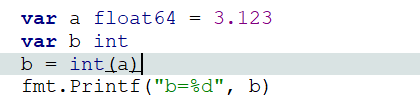 var a float64 = 3.123
var b int
b = int(a)
fmt.Printf("b=%d", b)